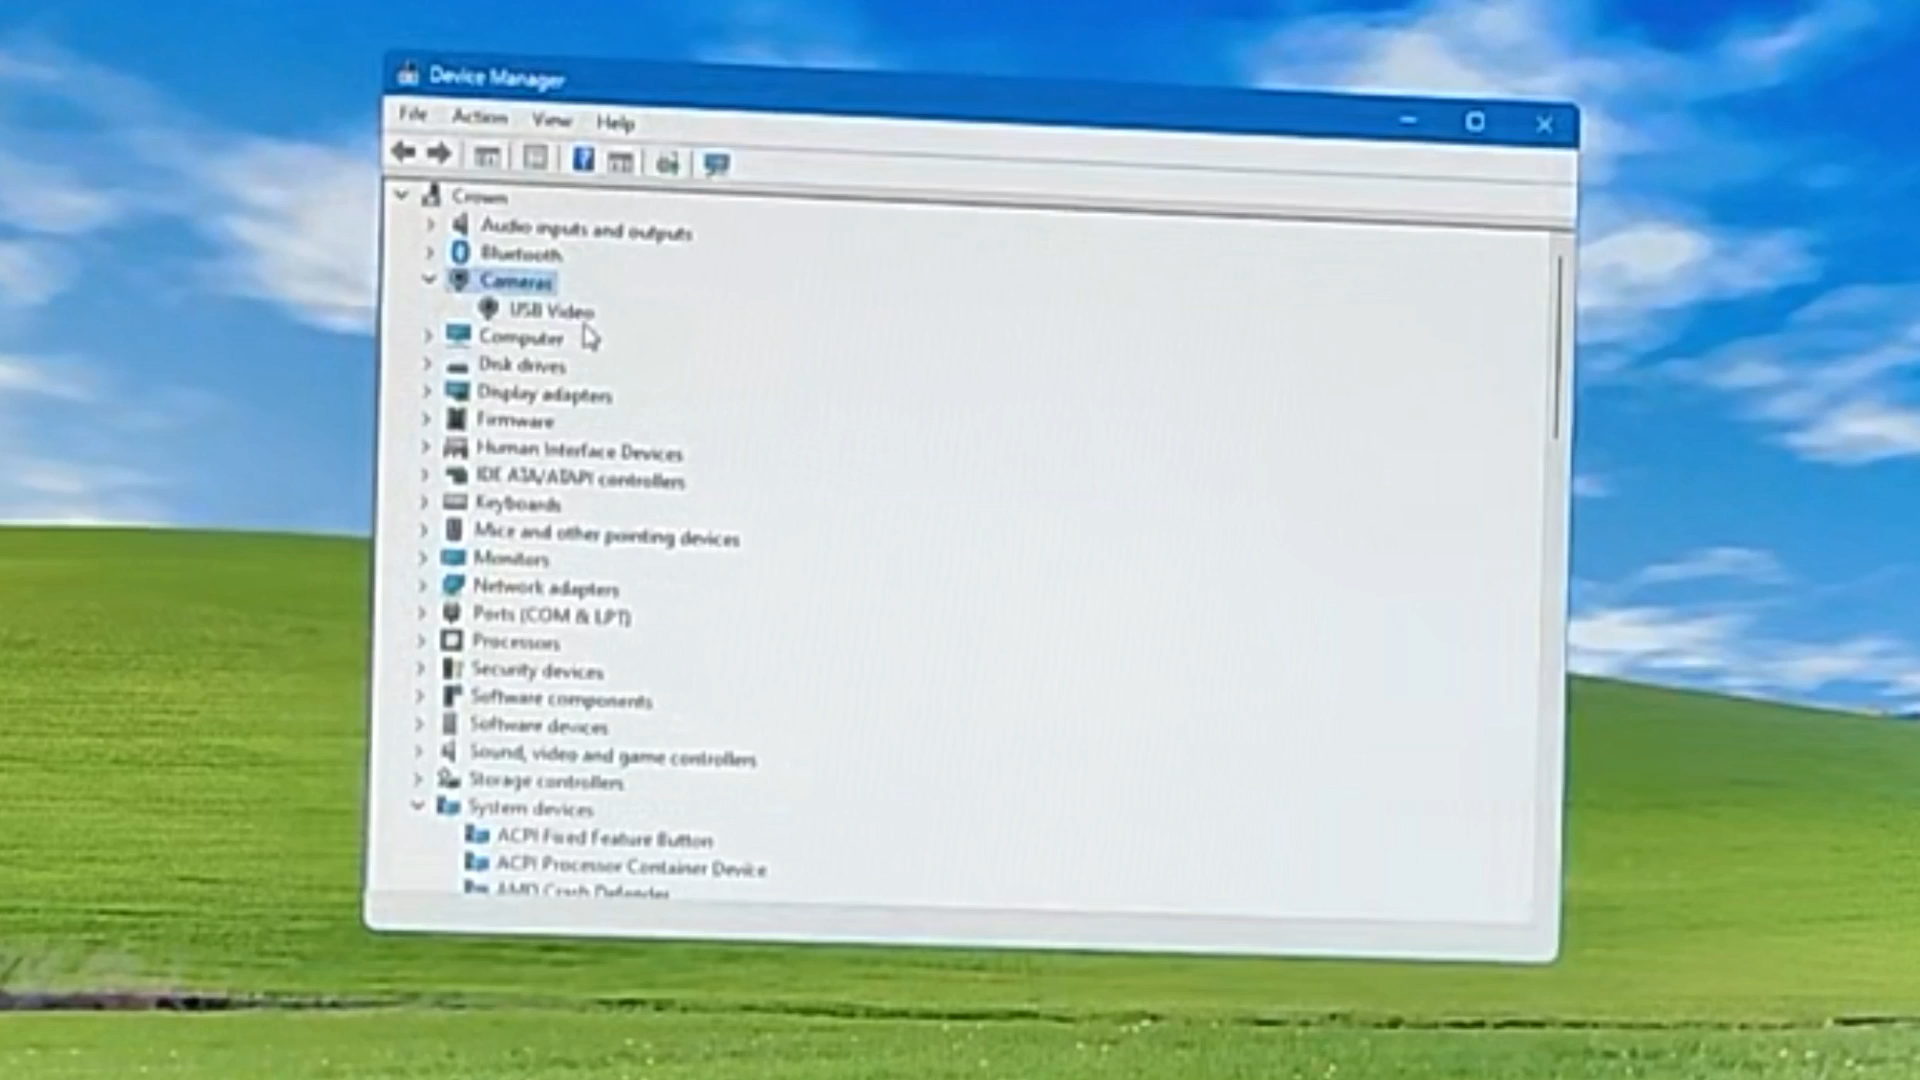 Device Manager
File Action View Help
Crown
Audio inputs and outputs
Bluetooth
Cameras
USB Video
Computer
Disk drives
Display adapters
Firmware
Human Interface Devices
IDE ATA/ATAPI controllers
Keyboards
Mice and other pointing devices
Monitors
Network adapters
Ports (COM & LPT)
Processors
Security devices
Software components
Software devices
Sound, video and game controllers
Storage controllers
System devices
ACPI Fixed Feature Button
ACPI Processor Container Device
AMD Crash Defender